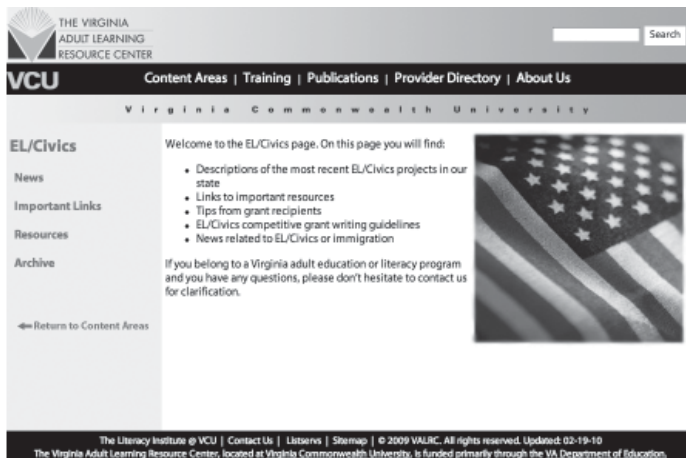 THE VIRGINIA
ADULT LEARNING
RESOURCE CENTER
Search
VCU
Content Areas | Training | Publications | Provider Directory | About Us
Virginia Commonwealth University
EL/Civics
News
Important Links
Resources
Archive
Return to Content Areas
Welcome to the EL/Civics page. On this page you will find:
• Descriptions of the most recent EL/Civics projects in our
state
• Links to important resources
• Tips from grant recipients
• EL/Civics competitive grant writing guidelines
• News related to EL/Civics or immigration
If you belong to a Virginia adult education or literacy program
and you have any questions, please don't hesitate to contact us
for clarification.
The Literacy Institute @ VCU | Contact Us | Listservs | Sitemap | © 2009 VALRC. All rights reserved. Updated: 02-19-10
The Virginia Adult Learning Resource Center, located at Virginia Commonwealth University, is funded primarily through the VA Department of Education.